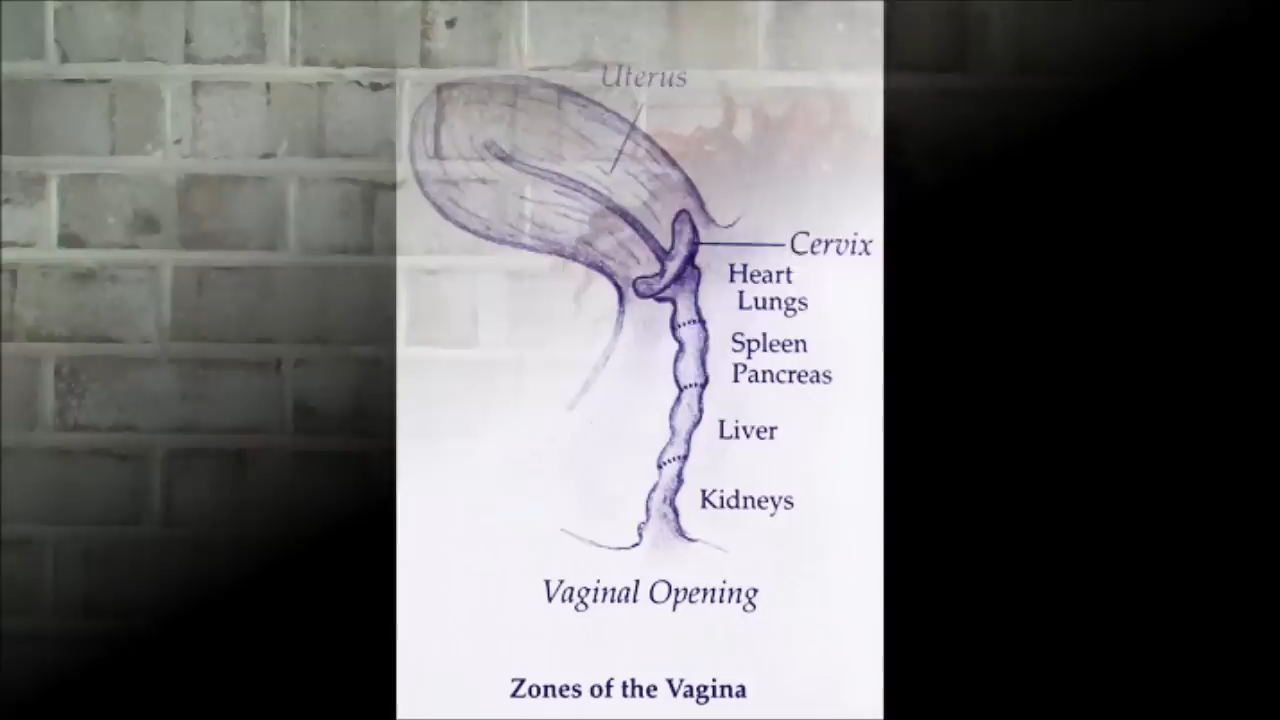 Uterus
Cervix
Heart
Lungs
Spleen
Pancreas
Liver
Kidneys
Vaginal Opening
Zones of the Vagina